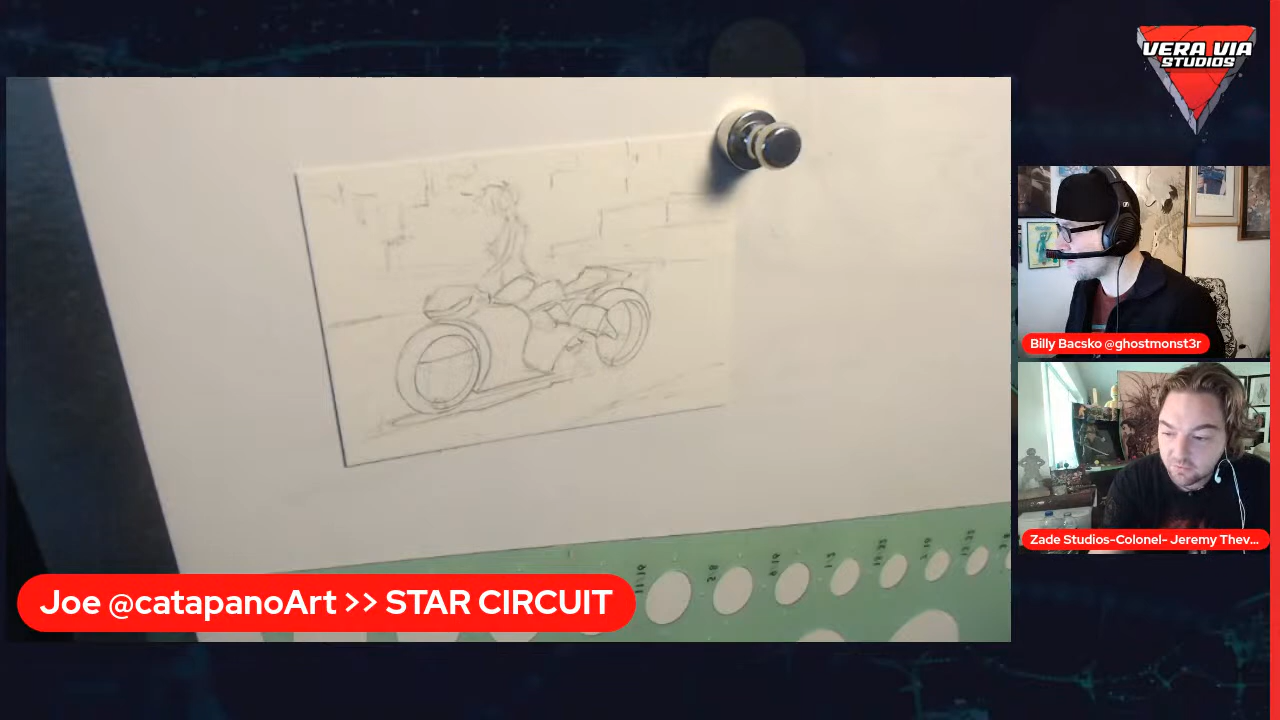 VERA VIA
STUDIOS
Billy Bacsko @ghostmonst3r
Zade Studios-Colonel- Jeremy Thev...
Joe @catapanoArt >> STAR CIRCUIT